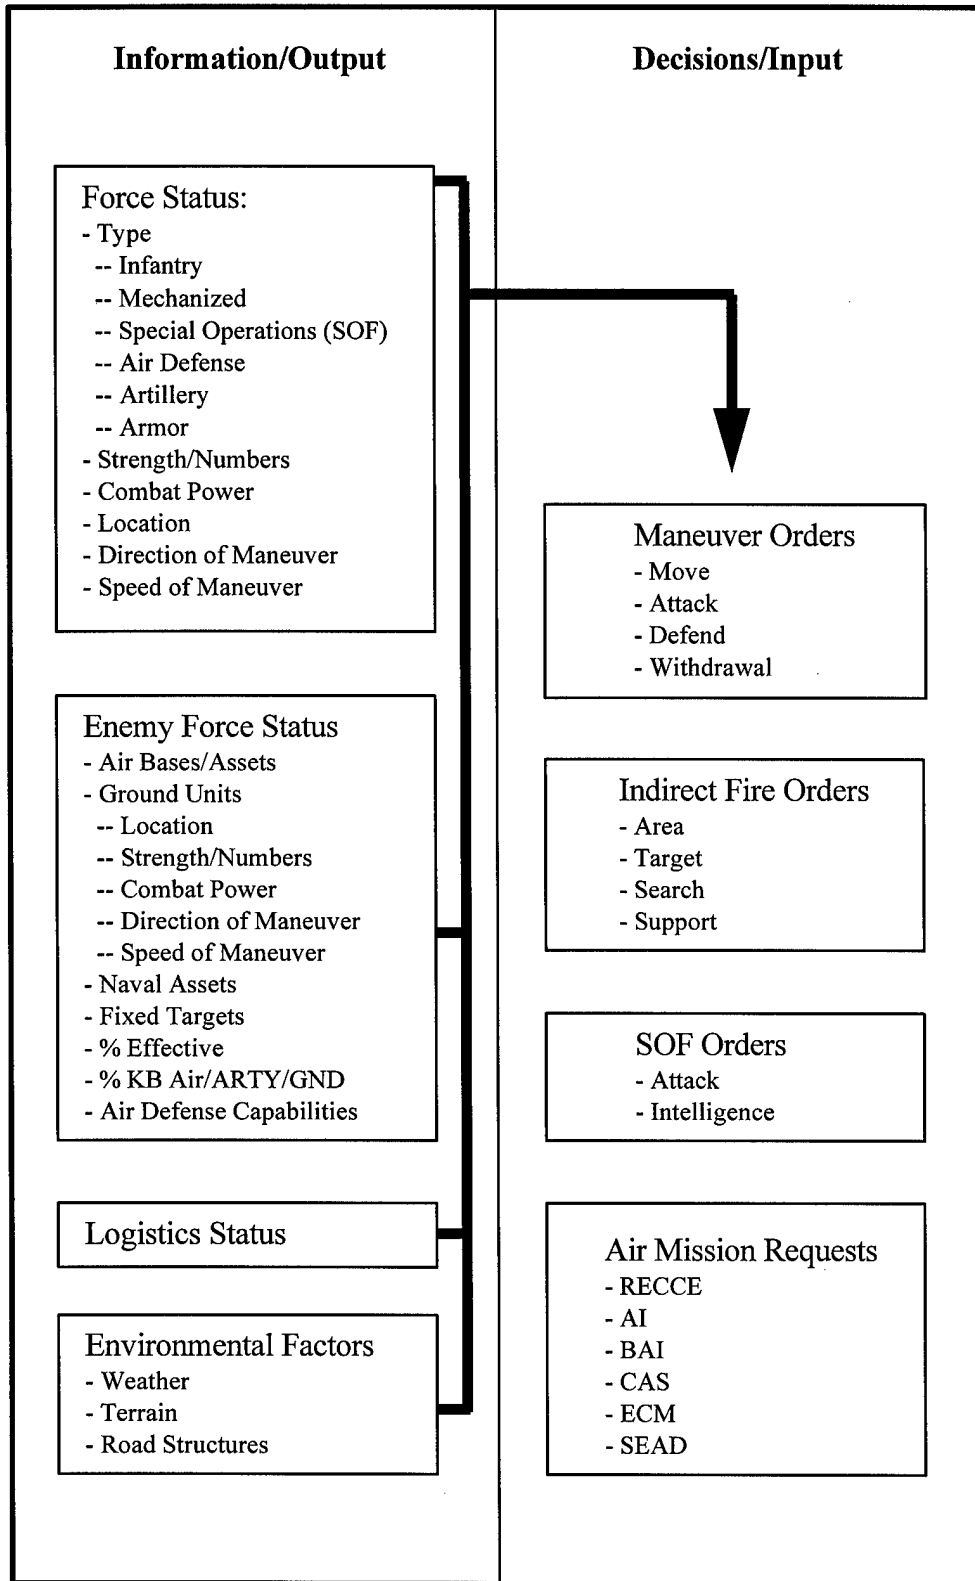 Information/Output
Force Status:
- Type
-- Infantry
-- Mechanized
-- Special Operations (SOF)
-- Air Defense
-- Artillery
-- Armor
- Strength/Numbers
- Combat Power
- Location
- Direction of Maneuver
- Speed of Maneuver
Enemy Force Status
- Air Bases/Assets
- Ground Units
-- Location
-- Strength/Numbers
-- Combat Power
-- Direction of Maneuver
-- Speed of Maneuver
- Naval Assets
- Fixed Targets
- % Effective
- % KB Air/ARTY/GND
- Air Defense Capabilities
Logistics Status
Environmental Factors
- Weather
- Terrain
- Road Structures
Decisions/Input
Maneuver Orders
- Move
- Attack
- Defend
- Withdrawal
Indirect Fire Orders
- Area
- Target
- Search
- Support
SOF Orders
- Attack
- Intelligence
Air Mission Requests
- RECCE
- AI
- BAI
- CAS
- ECM
- SEAD